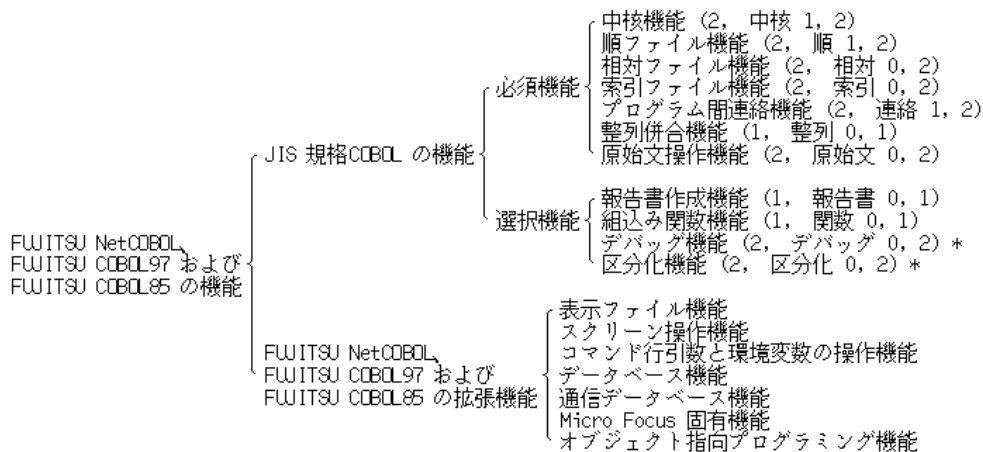 FUJITSU NetCOBOL、
FUJITSU COBOL97 および
FUJITSU COBOL85 の機能
JIS 規格COBOL の機能
必須機能
中核機能 (2, 中核 1, 2)
順ファイル機能 (2, 順 1, 2)
相対ファイル機能 (2, 相対 0, 2)
索引ファイル機能 (2, 索引 0, 2)
プログラム間連絡機能 (2, 連絡 1, 2)
整列併合機能 (1, 整列 0, 1)
原始文操作機能 (2, 原始文 0, 2)
選択機能
報告書作成機能 (1, 報告書 0, 1)
組込み関数機能 (1, 関数 0, 1)
デバッグ機能 (2, デバッグ 0, 2) *
区分化機能 (2, 区分化 0, 2) *
FUJITSU NetCOBOL、
FUJITSU COBOL97 および
FUJITSU COBOL85 の拡張機能
表示ファイル機能
スクリーン操作機能
コマンド行引数と環境変数の操作機能
データベース機能
通信データベース機能
Micro Focus 固有機能
オブジェクト指向プログラミング機能